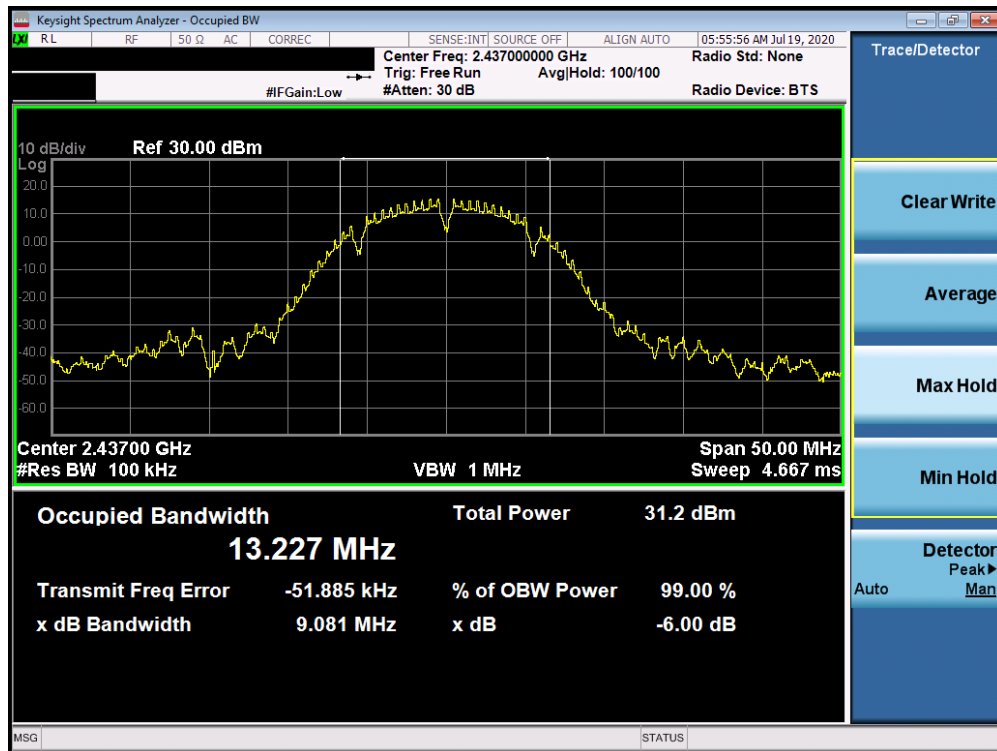 Keysight Spectrum Analyzer - Occupied BW
LXI RL RF 50 Ω AC CORREC SENSE:INT SOURCE OFF ALIGN AUTO 05:55:56 AM Jul 19, 2020
Center Freq: 2.437000000 GHz Radio Std: None
Trig: Free Run Avg|Hold: 100/100
#IFGain:Low #Atten: 30 dB Radio Device: BTS
Trace/Detector
10 dB/div Ref 30.00 dBm
Log
20.0
10.0
0.00
-10.0
-20.0
-30.0
-40.0
-50.0
-60.0
Center 2.43700 GHz Span 50.00 MHz
#Res BW 100 kHz VBW 1 MHz Sweep 4.667 ms
Occupied Bandwidth Total Power 31.2 dBm
13.227 MHz
Transmit Freq Error -51.885 kHz % of OBW Power 99.00 %
x dB Bandwidth 9.081 MHz x dB -6.00 dB
Clear Write
Average
Max Hold
Min Hold
Detector
Peak▶
Auto Man
MSG STATUS